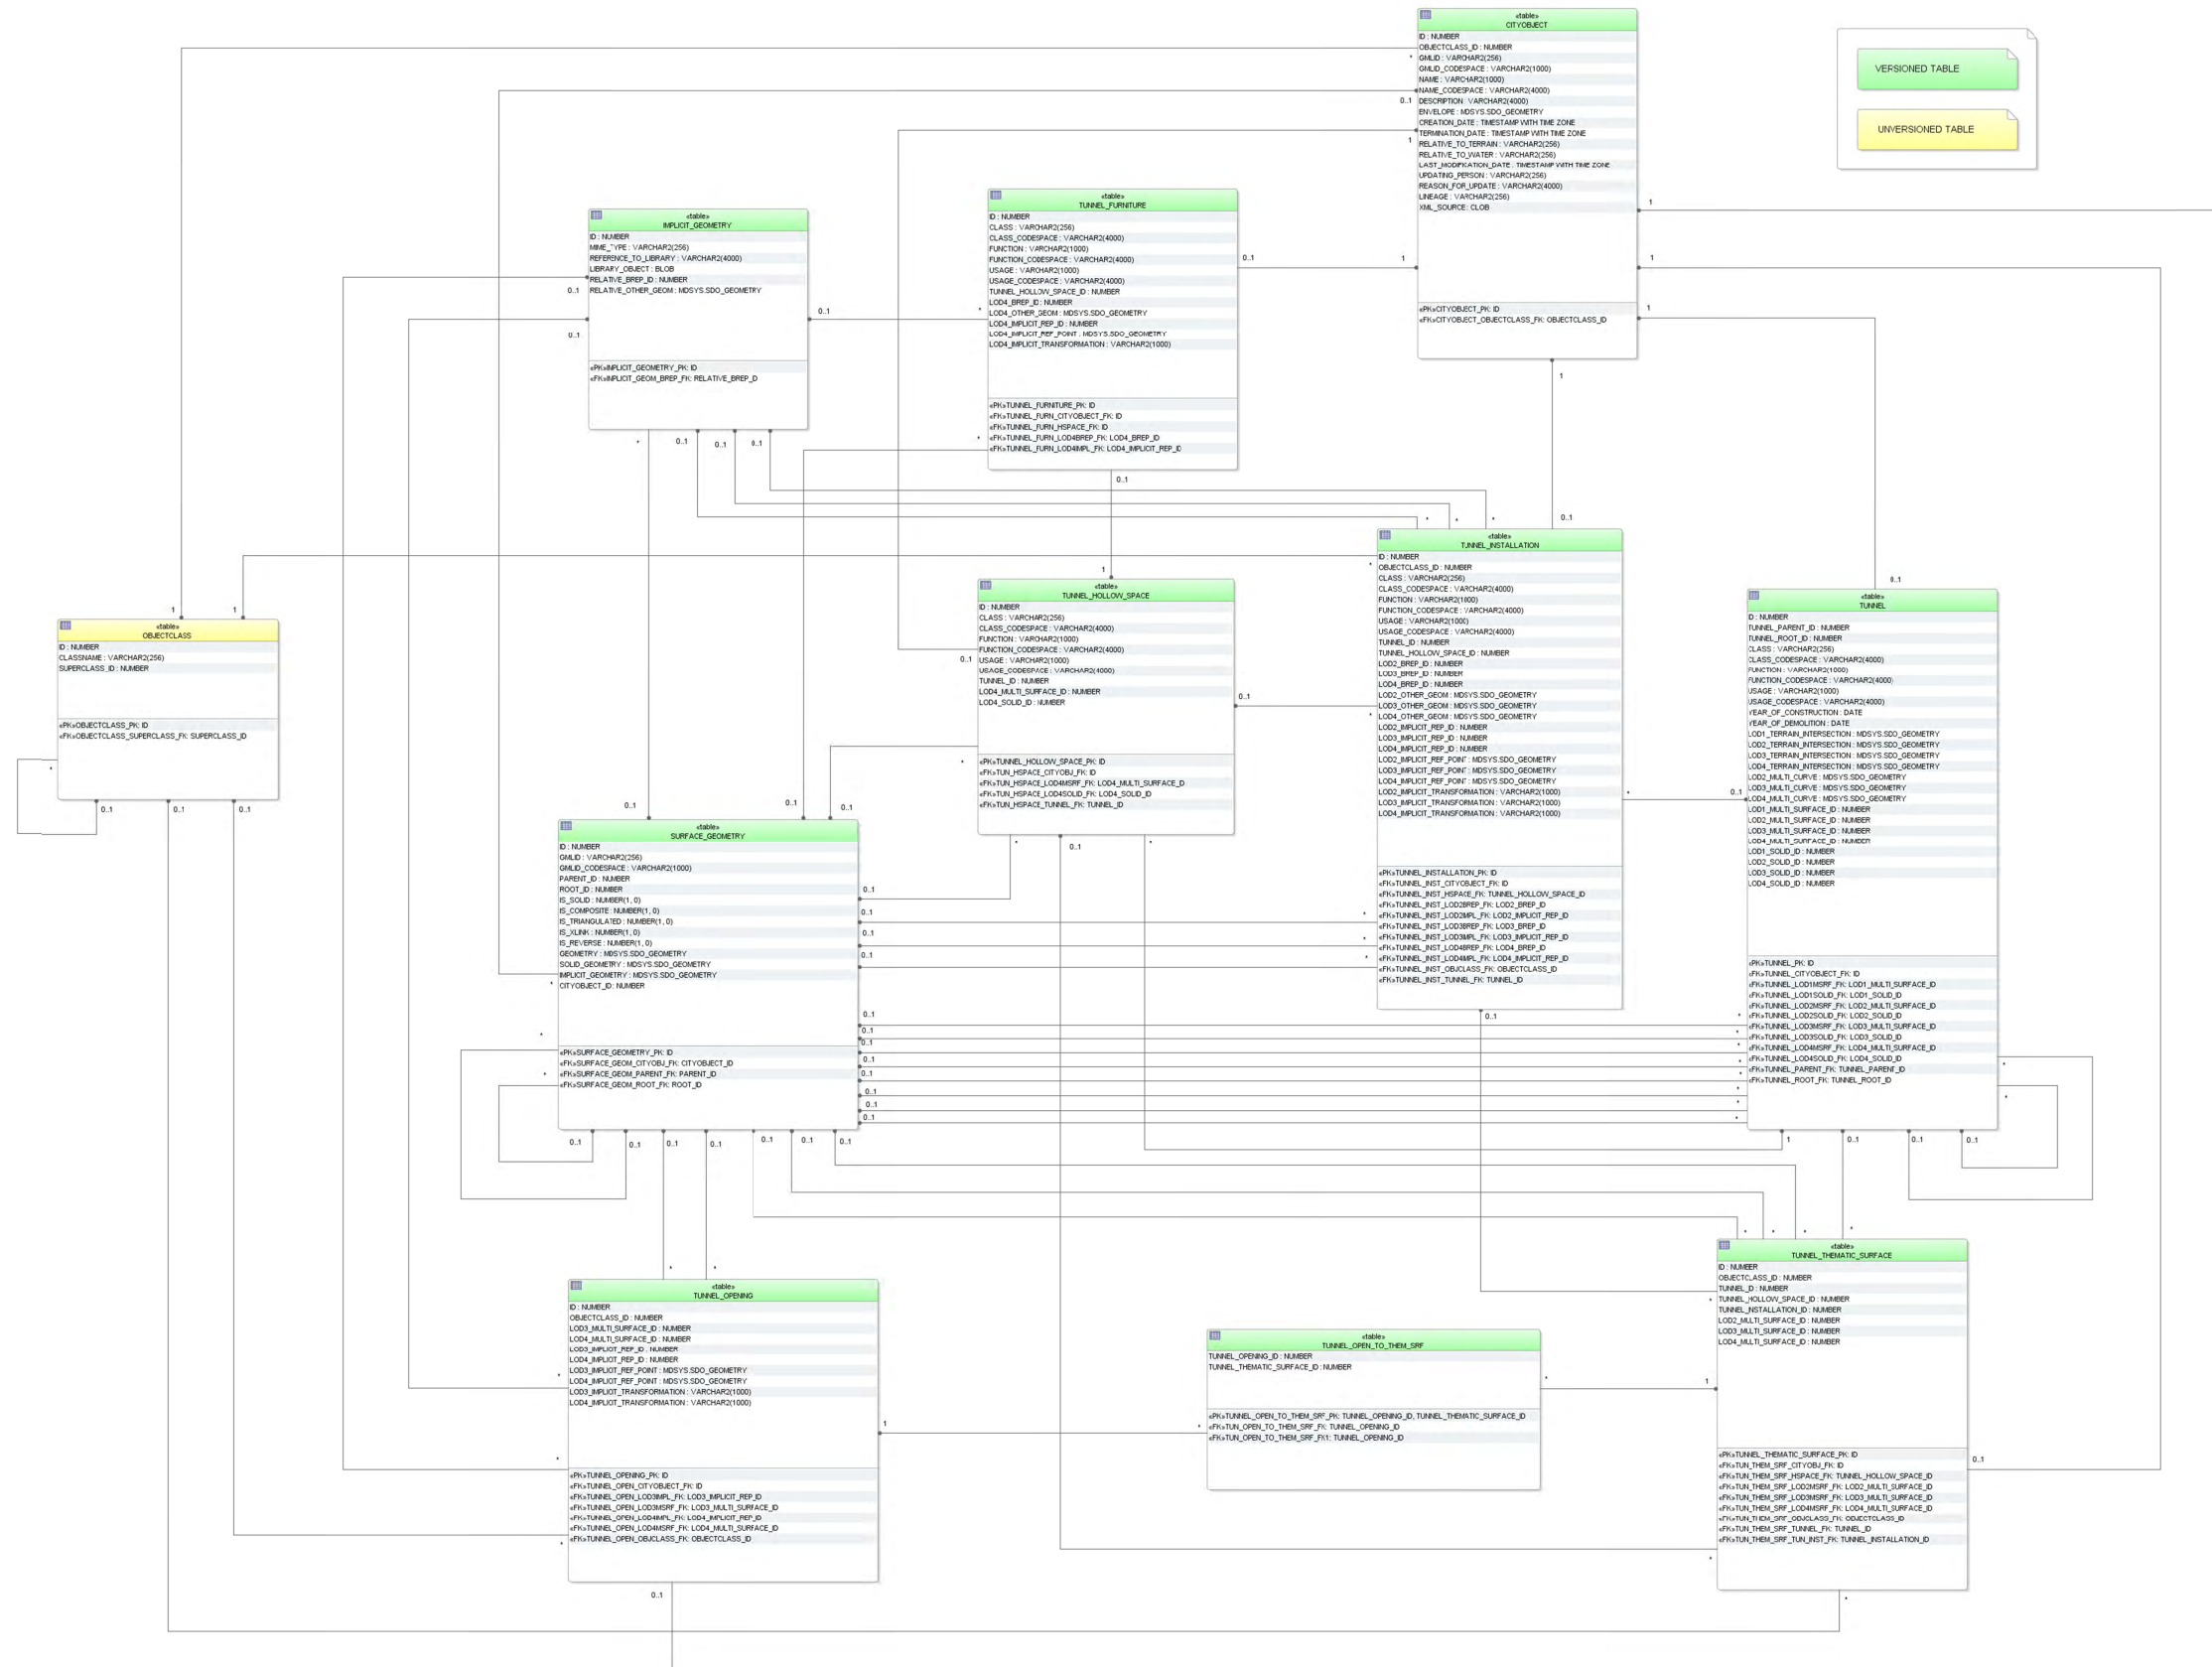 «table»
CITYOBJECT
ID : NUMBER
OBJECTCLASS_ID : NUMBER
GMLID : VARCHAR2(256)
GMLID_CODESPACE : VARCHAR2(1000)
NAME : VARCHAR2(1000)
NAME_CODESPACE : VARCHAR2(4000)
DESCRIPTION : VARCHAR2(4000)
ENVELOPE : MDSYS.SDO_GEOMETRY
CREATION_DATE : TIMESTAMP WITH TIME ZONE
TERMINATION_DATE : TIMESTAMP WITH TIME ZONE
RELATIVE_TO_TERRAIN : VARCHAR2(256)
RELATIVE_TO_WATER : VARCHAR2(256)
LAST_MODIFICATION_DATE : TIMESTAMP WITH TIME ZONE
UPDATING_PERSON : VARCHAR2(256)
REASON_FOR_UPDATE : VARCHAR2(4000)
LINEAGE : VARCHAR2(256)
XML_SOURCE : CLOB
«PK»CITYOBJECT_PK: ID
«FK»CITYOBJECT_OBJECTCLASS_FK: OBJECTCLASS_ID
VERSIONED TABLE
UNVERSIONED TABLE
«table»
IMPLICIT_GEOMETRY
ID : NUMBER
MIME_TYPE : VARCHAR2(256)
REFERENCE_TO_LIBRARY : VARCHAR2(4000)
LIBRARY_OBJECT : BLOB
RELATIVE_BREP_ID : NUMBER
RELATIVE_OTHER_GEOM : MDSYS.SDO_GEOMETRY
«PK»IMPLICIT_GEOMETRY_PK: ID
«FK»IMPLICIT_GEOM_BREP_FK: RELATIVE_BREP_ID
«table»
TUNNEL_FURNITURE
ID : NUMBER
CLASS : VARCHAR2(256)
CLASS_CODESPACE : VARCHAR2(4000)
FUNCTION : VARCHAR2(1000)
FUNCTION_CODESPACE : VARCHAR2(4000)
USAGE : VARCHAR2(1000)
USAGE_CODESPACE : VARCHAR2(4000)
TUNNEL_HOLLOW_SPACE_ID : NUMBER
LOD4_BREP_ID : NUMBER
LOD4_OTHER_GEOM : MDSYS.SDO_GEOMETRY
LOD4_IMPLICIT_REP_ID : NUMBER
LOD4_IMPLICIT_REF_POINT : MDSYS.SDO_GEOMETRY
LOD4_IMPLICIT_TRANSFORMATION : VARCHAR2(1000)
«PK»TUNNEL_FURNITURE_PK: ID
«FK»TUNNEL_FURN_CITYOBJECT_FK: ID
«FK»TUNNEL_FURN_HSPACE_FK: ID
«FK»TUNNEL_FURN_LOD4BREP_FK: LOD4_BREP_ID
«FK»TUNNEL_FURN_LOD4IMPL_FK: LOD4_IMPLICIT_REP_ID
«table»
OBJECTCLASS
ID : NUMBER
CLASSNAME : VARCHAR2(256)
SUPERCLASS_ID : NUMBER
«PK»OBJECTCLASS_PK: ID
«FK»OBJECTCLASS_SUPERCLASS_FK: SUPERCLASS_ID
«table»
TUNNEL_HOLLOW_SPACE
ID : NUMBER
CLASS : VARCHAR2(256)
CLASS_CODESPACE : VARCHAR2(4000)
FUNCTION : VARCHAR2(1000)
FUNCTION_CODESPACE : VARCHAR2(4000)
USAGE : VARCHAR2(1000)
USAGE_CODESPACE : VARCHAR2(4000)
TUNNEL_ID : NUMBER
LOD4_MULTI_SURFACE_ID : NUMBER
LOD4_SOLID_ID : NUMBER
«PK»TUNNEL_HOLLOW_SPACE_PK: ID
«FK»TUN_HSPACE_CITYOBJ_FK: ID
«FK»TUN_HSPACE_LOD4MSRF_FK: LOD4_MULTI_SURFACE_ID
«FK»TUN_HSPACE_LOD4SOLID_FK: LOD4_SOLID_ID
«FK»TUN_HSPACE_TUNNEL_FK: TUNNEL_ID
«table»
TUNNEL_INSTALLATION
ID : NUMBER
OBJECTCLASS_ID : NUMBER
CLASS : VARCHAR2(256)
CLASS_CODESPACE : VARCHAR2(4000)
FUNCTION : VARCHAR2(1000)
FUNCTION_CODESPACE : VARCHAR2(4000)
USAGE : VARCHAR2(1000)
USAGE_CODESPACE : VARCHAR2(4000)
TUNNEL_ID : NUMBER
TUNNEL_HOLLOW_SPACE_ID : NUMBER
LOD2_BREP_ID : NUMBER
LOD3_BREP_ID : NUMBER
LOD4_BREP_ID : NUMBER
LOD2_OTHER_GEOM : MDSYS.SDO_GEOMETRY
LOD3_OTHER_GEOM : MDSYS.SDO_GEOMETRY
LOD4_OTHER_GEOM : MDSYS.SDO_GEOMETRY
LOD2_IMPLICIT_REP_ID : NUMBER
LOD3_IMPLICIT_REP_ID : NUMBER
LOD4_IMPLICIT_REP_ID : NUMBER
LOD2_IMPLICIT_REF_POINT : MDSYS.SDO_GEOMETRY
LOD3_IMPLICIT_REF_POINT : MDSYS.SDO_GEOMETRY
LOD4_IMPLICIT_REF_POINT : MDSYS.SDO_GEOMETRY
LOD2_IMPLICIT_TRANSFORMATION : VARCHAR2(1000)
LOD3_IMPLICIT_TRANSFORMATION : VARCHAR2(1000)
LOD4_IMPLICIT_TRANSFORMATION : VARCHAR2(1000)
«PK»TUNNEL_INSTALLATION_PK: ID
«FK»TUNNEL_INST_CITYOBJECT_FK: ID
«FK»TUNNEL_INST_HSPACE_FK: TUNNEL_HOLLOW_SPACE_ID
«FK»TUNNEL_INST_LOD2BREP_FK: LOD2_BREP_ID
«FK»TUNNEL_INST_LOD2IMPL_FK: LOD2_IMPLICIT_REP_ID
«FK»TUNNEL_INST_LOD3BREP_FK: LOD3_BREP_ID
«FK»TUNNEL_INST_LOD3IMPL_FK: LOD3_IMPLICIT_REP_ID
«FK»TUNNEL_INST_LOD4BREP_FK: LOD4_BREP_ID
«FK»TUNNEL_INST_LOD4IMPL_FK: LOD4_IMPLICIT_REP_ID
«FK»TUNNEL_INST_OBJCLASS_FK: OBJECTCLASS_ID
«FK»TUNNEL_INST_TUNNEL_FK: TUNNEL_ID
«table»
TUNNEL
ID : NUMBER
TUNNEL_PARENT_ID : NUMBER
TUNNEL_ROOT_ID : NUMBER
CLASS : VARCHAR2(256)
CLASS_CODESPACE : VARCHAR2(4000)
FUNCTION : VARCHAR2(1000)
FUNCTION_CODESPACE : VARCHAR2(4000)
USAGE : VARCHAR2(1000)
USAGE_CODESPACE : VARCHAR2(4000)
YEAR_OF_CONSTRUCTION : DATE
YEAR_OF_DEMOLITION : DATE
LOD1_TERRAIN_INTERSECTION : MDSYS.SDO_GEOMETRY
LOD2_TERRAIN_INTERSECTION : MDSYS.SDO_GEOMETRY
LOD3_TERRAIN_INTERSECTION : MDSYS.SDO_GEOMETRY
LOD4_TERRAIN_INTERSECTION : MDSYS.SDO_GEOMETRY
LOD2_MULTI_CURVE : MDSYS.SDO_GEOMETRY
LOD3_MULTI_CURVE : MDSYS.SDO_GEOMETRY
LOD4_MULTI_CURVE : MDSYS.SDO_GEOMETRY
LOD1_MULTI_SURFACE_ID : NUMBER
LOD2_MULTI_SURFACE_ID : NUMBER
LOD3_MULTI_SURFACE_ID : NUMBER
LOD4_MULTI_SURFACE_ID : NUMBER
LOD1_SOLID_ID : NUMBER
LOD2_SOLID_ID : NUMBER
LOD3_SOLID_ID : NUMBER
LOD4_SOLID_ID : NUMBER
«PK»TUNNEL_PK: ID
«FK»TUNNEL_CITYOBJECT_FK: ID
«FK»TUNNEL_LOD1MSRF_FK: LOD1_MULTI_SURFACE_ID
«FK»TUNNEL_LOD1SOLID_FK: LOD1_SOLID_ID
«FK»TUNNEL_LOD2MSRF_FK: LOD2_MULTI_SURFACE_ID
«FK»TUNNEL_LOD2SOLID_FK: LOD2_SOLID_ID
«FK»TUNNEL_LOD3MSRF_FK: LOD3_MULTI_SURFACE_ID
«FK»TUNNEL_LOD3SOLID_FK: LOD3_SOLID_ID
«FK»TUNNEL_LOD4MSRF_FK: LOD4_MULTI_SURFACE_ID
«FK»TUNNEL_LOD4SOLID_FK: LOD4_SOLID_ID
«FK»TUNNEL_PARENT_FK: TUNNEL_PARENT_ID
«FK»TUNNEL_ROOT_FK: TUNNEL_ROOT_ID
«table»
SURFACE_GEOMETRY
ID : NUMBER
GMLID : VARCHAR2(256)
GMLID_CODESPACE : VARCHAR2(1000)
PARENT_ID : NUMBER
ROOT_ID : NUMBER
IS_SOLID : NUMBER(1, 0)
IS_COMPOSITE : NUMBER(1, 0)
IS_TRIANGULATED : NUMBER(1, 0)
IS_XLINK : NUMBER(1, 0)
IS_REVERSE : NUMBER(1, 0)
GEOMETRY : MDSYS.SDO_GEOMETRY
SOLID_GEOMETRY : MDSYS.SDO_GEOMETRY
IMPLICIT_GEOMETRY : MDSYS.SDO_GEOMETRY
CITYOBJECT_ID : NUMBER
«PK»SURFACE_GEOMETRY_PK: ID
«FK»SURFACE_GEOM_CITYOBJ_FK: CITYOBJECT_ID
«FK»SURFACE_GEOM_PARENT_FK: PARENT_ID
«FK»SURFACE_GEOM_ROOT_FK: ROOT_ID
«table»
TUNNEL_OPENING
ID : NUMBER
OBJECTCLASS_ID : NUMBER
LOD3_MULTI_SURFACE_ID : NUMBER
LOD4_MULTI_SURFACE_ID : NUMBER
LOD3_IMPLICIT_REP_ID : NUMBER
LOD4_IMPLICIT_REP_ID : NUMBER
LOD3_IMPLICIT_REF_POINT : MDSYS.SDO_GEOMETRY
LOD4_IMPLICIT_REF_POINT : MDSYS.SDO_GEOMETRY
LOD3_IMPLICIT_TRANSFORMATION : VARCHAR2(1000)
LOD4_IMPLICIT_TRANSFORMATION : VARCHAR2(1000)
«PK»TUNNEL_OPENING_PK: ID
«FK»TUNNEL_OPEN_CITYOBJECT_FK: ID
«FK»TUNNEL_OPEN_LOD3IMPL_FK: LOD3_IMPLICIT_REP_ID
«FK»TUNNEL_OPEN_LOD3MSRF_FK: LOD3_MULTI_SURFACE_ID
«FK»TUNNEL_OPEN_LOD4IMPL_FK: LOD4_IMPLICIT_REP_ID
«FK»TUNNEL_OPEN_LOD4MSRF_FK: LOD4_MULTI_SURFACE_ID
«FK»TUNNEL_OPEN_OBJCLASS_FK: OBJECTCLASS_ID
«table»
TUNNEL_OPEN_TO_THEM_SRF
TUNNEL_OPENING_ID : NUMBER
TUNNEL_THEMATIC_SURFACE_ID : NUMBER
«PK»TUNNEL_OPEN_TO_THEM_SRF_PK: TUNNEL_OPENING_ID, TUNNEL_THEMATIC_SURFACE_ID
«FK»TUN_OPEN_TO_THEM_SRF_FK: TUNNEL_OPENING_ID
«FK»TUN_OPEN_TO_THEM_SRF_FK1: TUNNEL_OPENING_ID
«table»
TUNNEL_THEMATIC_SURFACE
ID : NUMBER
OBJECTCLASS_ID : NUMBER
TUNNEL_ID : NUMBER
TUNNEL_HOLLOW_SPACE_ID : NUMBER
TUNNEL_INSTALLATION_ID : NUMBER
LOD2_MULTI_SURFACE_ID : NUMBER
LOD3_MULTI_SURFACE_ID : NUMBER
LOD4_MULTI_SURFACE_ID : NUMBER
«PK»TUNNEL_THEMATIC_SURFACE_PK: ID
«FK»TUN_THEM_SRF_CITYOBJ_FK: ID
«FK»TUN_THEM_SRF_HSPACE_FK: TUNNEL_HOLLOW_SPACE_ID
«FK»TUN_THEM_SRF_LOD2MSRF_FK: LOD2_MULTI_SURFACE_ID
«FK»TUN_THEM_SRF_LOD3MSRF_FK: LOD3_MULTI_SURFACE_ID
«FK»TUN_THEM_SRF_LOD4MSRF_FK: LOD4_MULTI_SURFACE_ID
«FK»TUN_THEM_SRF_OBJCLASS_FK: OBJECTCLASS_ID
«FK»TUN_THEM_SRF_TUNNEL_FK: TUNNEL_ID
«FK»TUN_THEM_SRF_TUN_INST_FK: TUNNEL_INSTALLATION_ID